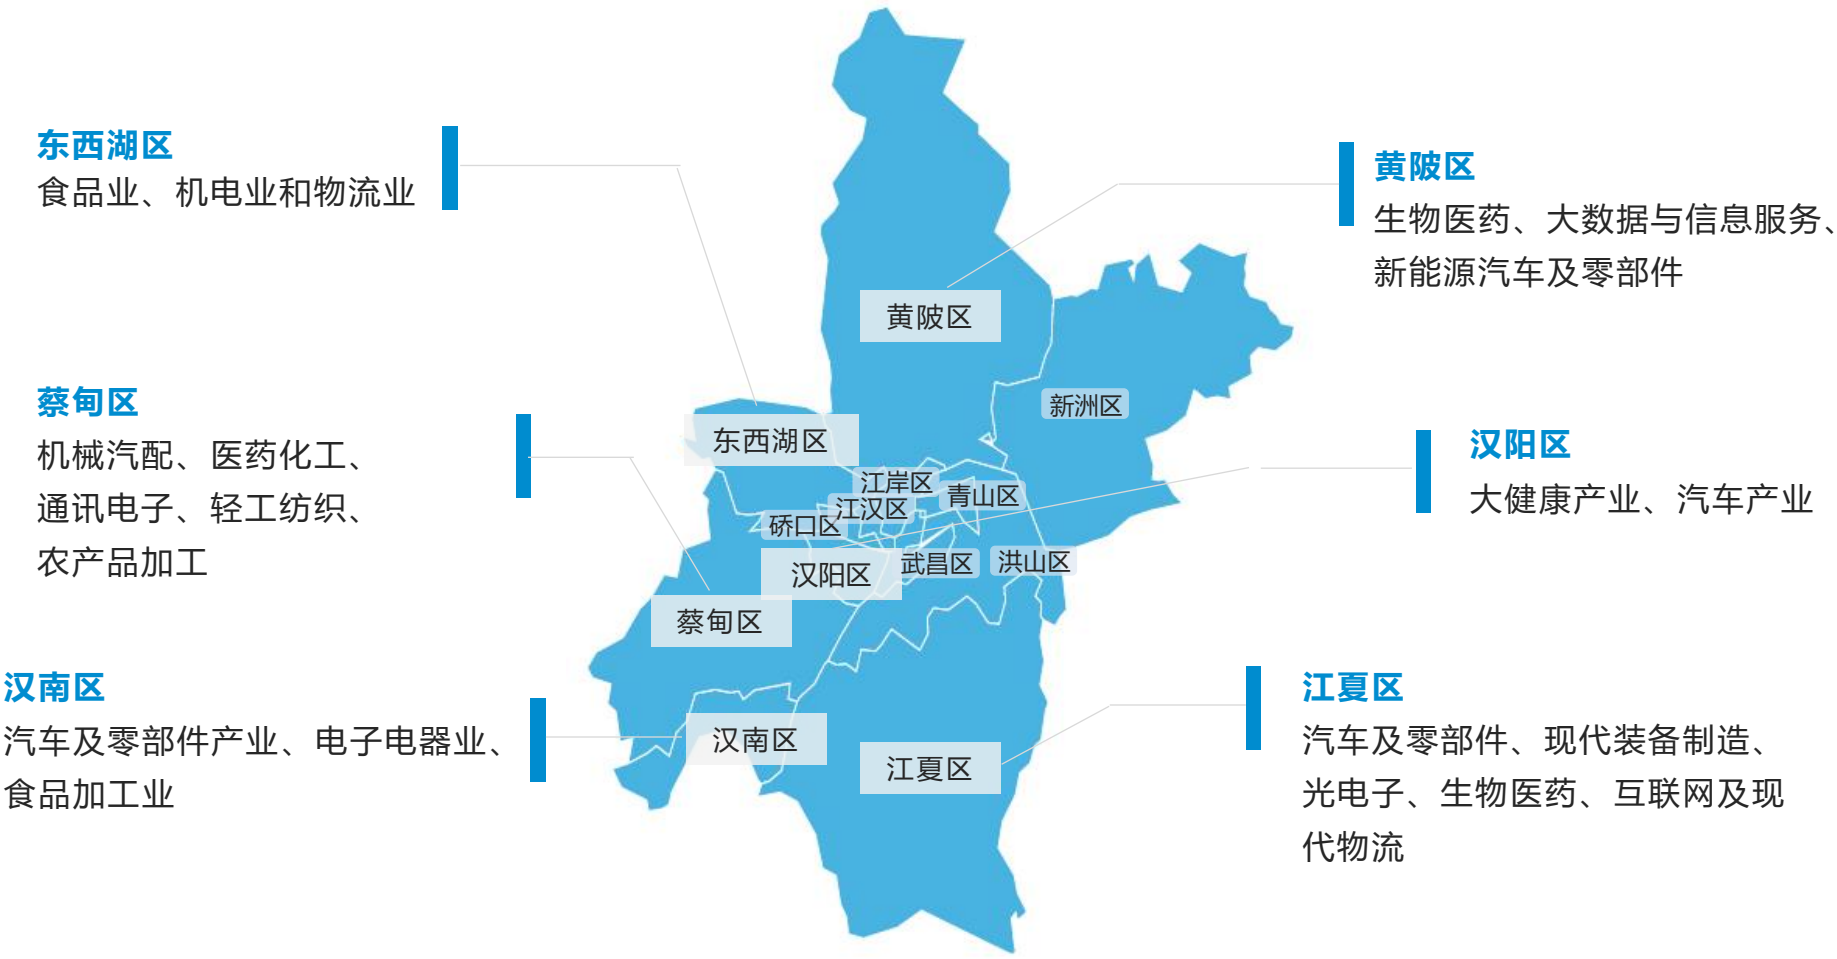 东西湖区
食品业、机电业和物流业
蔡甸区
机械汽配、医药化工、
通讯电子、轻工纺织、
农产品加工
汉南区
汽车及零部件产业、电子电器业、
食品加工业
黄陂区
新洲区
东西湖区
江岸区
青山区
江汉区
硚口区
武昌区
洪山区
汉阳区
蔡甸区
汉南区
江夏区
黄陂区
生物医药、大数据与信息服务、
新能源汽车及零部件
汉阳区
大健康产业、汽车产业
江夏区
汽车及零部件、现代装备制造、
光电子、生物医药、互联网及现
代物流